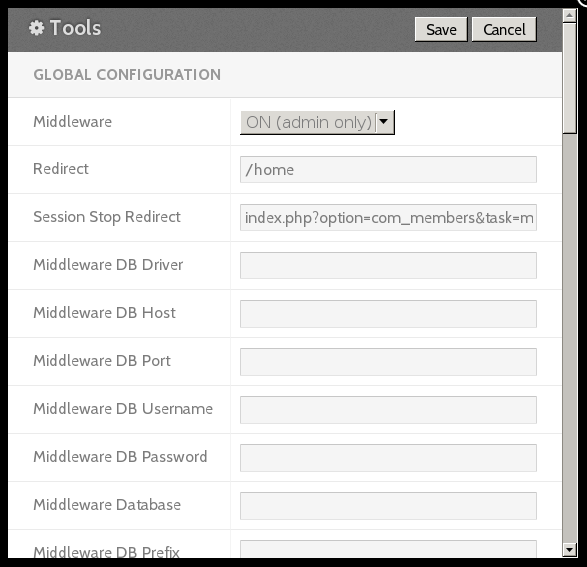 Tools
Save
Cancel
GLOBAL CONFIGURATION
Middleware
ON (admin only)
Redirect
/home
Session Stop Redirect
index.php?option=com_members&task=m
Middleware DB Driver
Middleware DB Host
Middleware DB Port
Middleware DB Username
Middleware DB Password
Middleware Database
Middleware DB Prefix